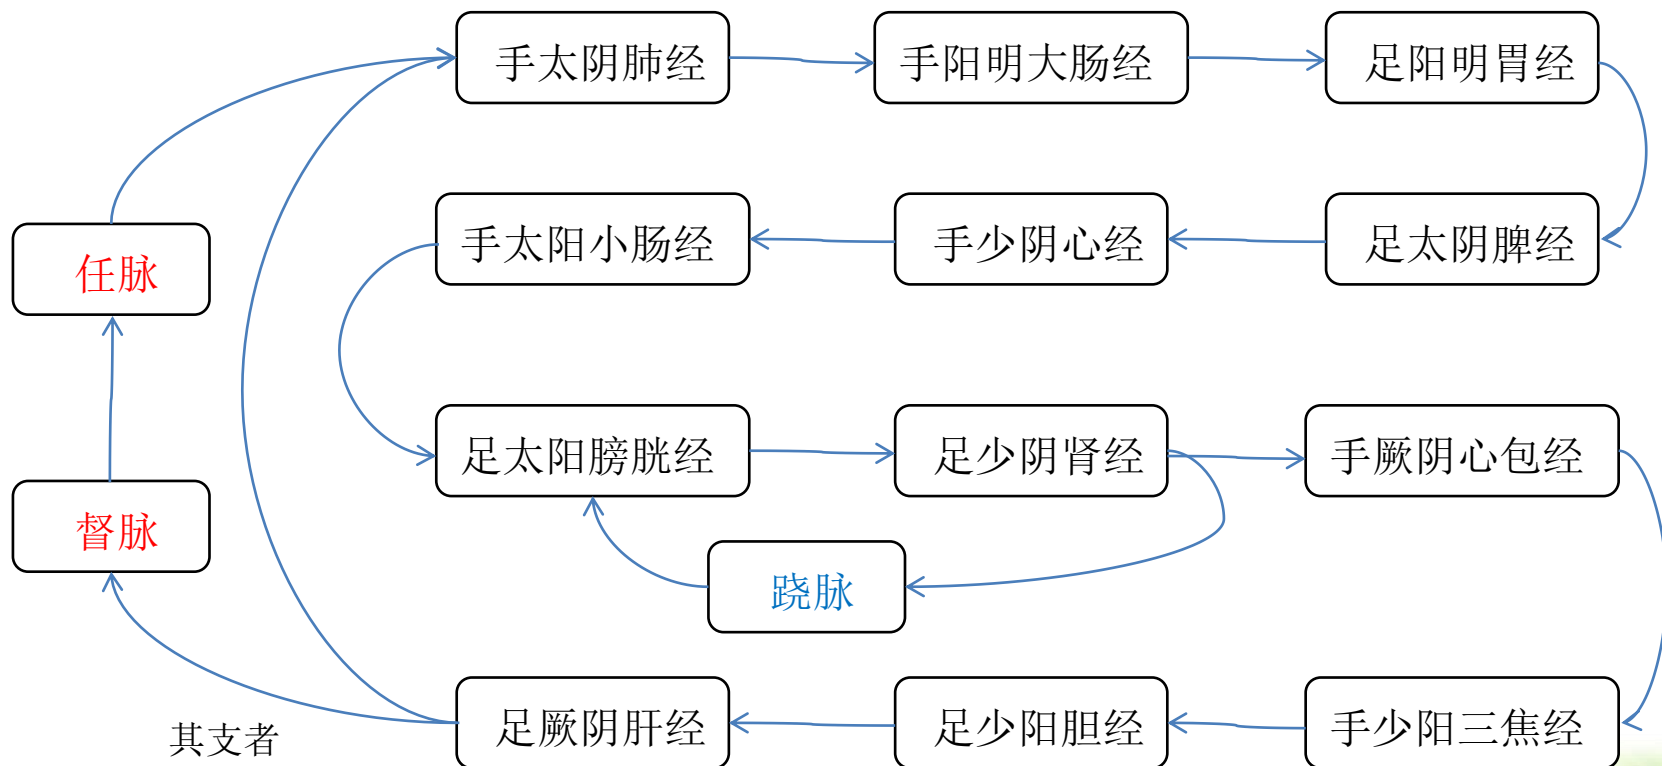 手太阴肺经
手阳明大肠经
足阳明胃经
手太阳小肠经
手少阴心经
足太阴脾经
任脉
足太阳膀胱经
足少阴肾经
手厥阴心包经
督脉
跷脉
足厥阴肝经
足少阳胆经
手少阳三焦经
其支者